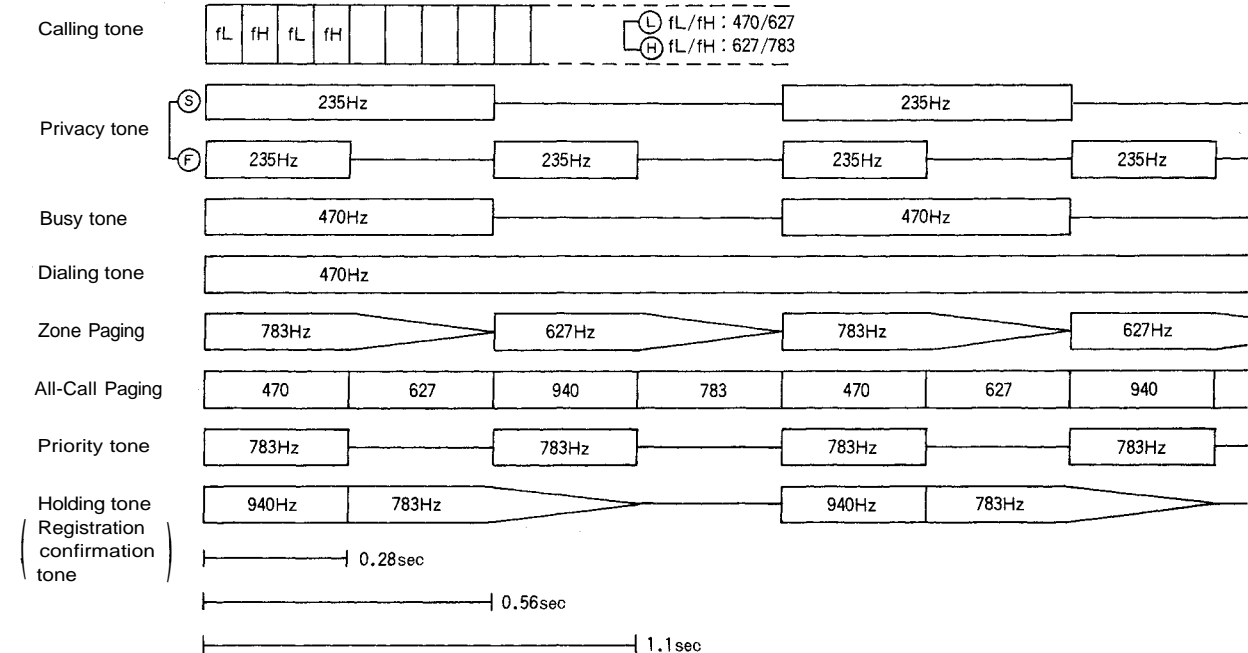 Calling tone fL fH fL fH Ⓛ fL/fH : 470/627
Ⓗ fL/fH : 627/783
Privacy tone
Ⓢ 235Hz 235Hz
Ⓕ 235Hz 235Hz 235Hz 235Hz
Busy tone 470Hz 470Hz
Dialing tone 470Hz
Zone Paging 783Hz 627Hz 783Hz 627Hz
All-Call Paging 470 627 940 783 470 627 940
Priority tone 783Hz 783Hz 783Hz 783Hz
Holding tone 940Hz 783Hz 940Hz 783Hz
(Registration
confirmation
tone)
0.28sec
0.56sec
1.1sec